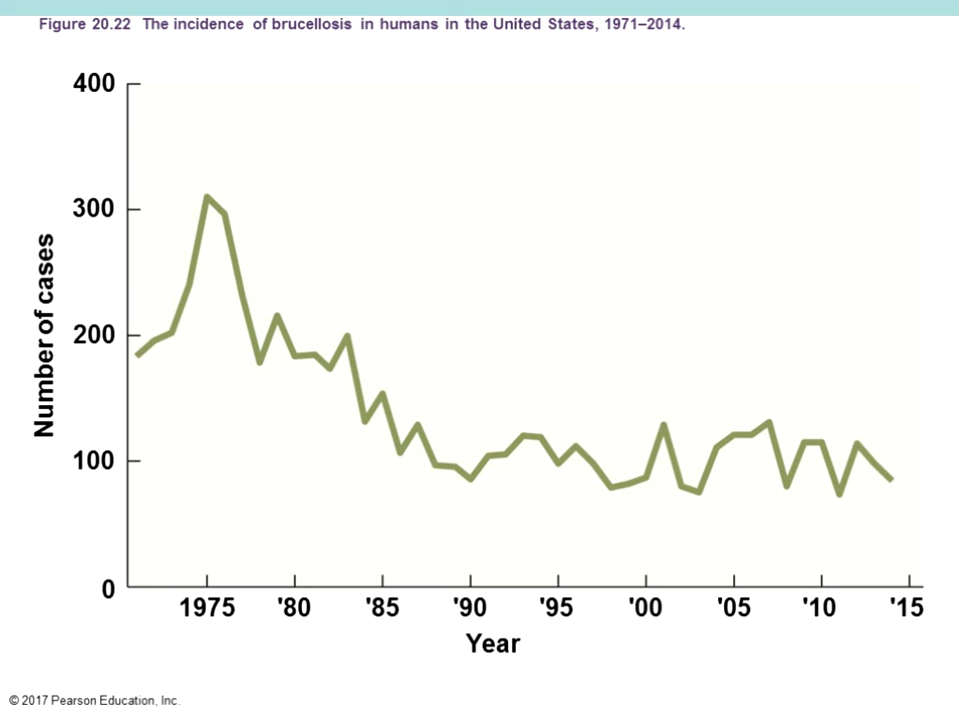 Figure 20.22 The incidence of brucellosis in humans in the United States, 1971–2014.
400
300
200
100
0
Number of cases
1975 '80 '85 '90 '95 '00 '05 '10 '15
Year
© 2017 Pearson Education, Inc.